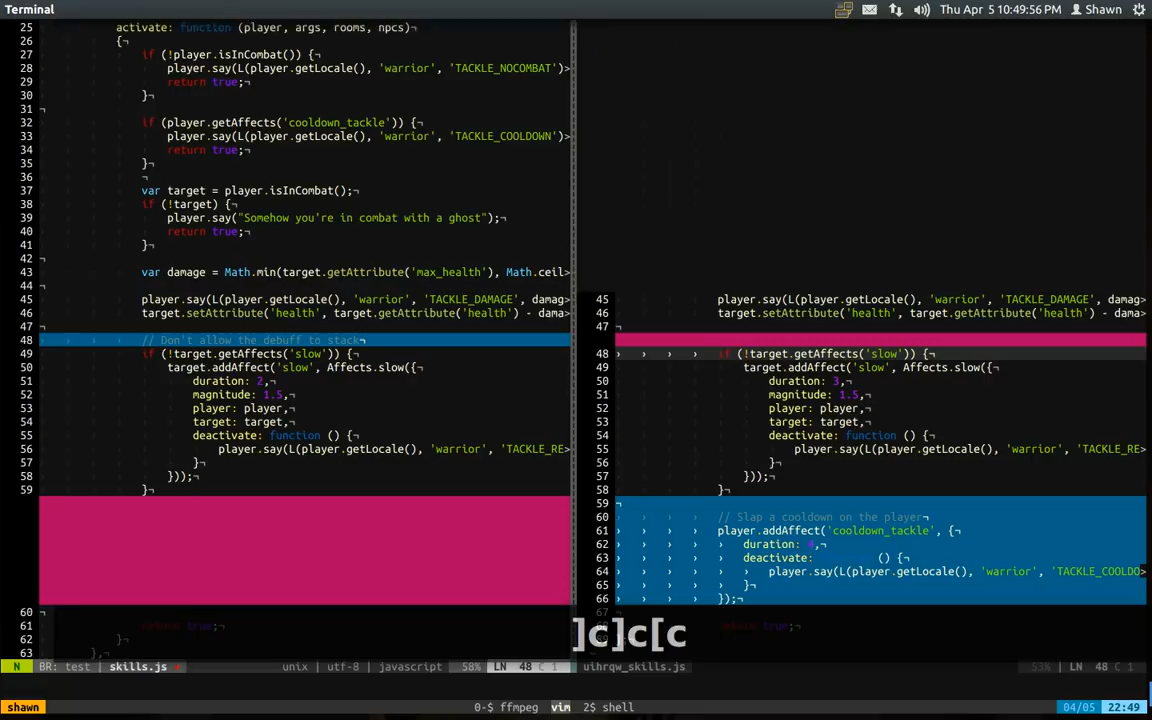 Terminal
Thu Apr 5 10:49:56 PM
Shawn
25 activate: function (player, args, rooms, npcs)¬
26 {¬
27 if (!player.isInCombat()) {¬
28 player.say(L(player.getLocale(), 'warrior', 'TACKLE_NOCOMBAT')>
29 return true;¬
30 }¬
31 ¬
32 if (player.getAffects('cooldown_tackle')) {¬
33 player.say(L(player.getLocale(), 'warrior', 'TACKLE_COOLDOWN')>
34 return true;¬
35 }¬
36 ¬
37 var target = player.isInCombat();¬
38 if (!target) {¬
39 player.say("Somehow you're in combat with a ghost");¬
40 return true;¬
41 }¬
42 ¬
43 var damage = Math.min(target.getAttribute('max_health'), Math.ceil>
44 ¬
45 player.say(L(player.getLocale(), 'warrior', 'TACKLE_DAMAGE', damag>
46 target.setAttribute('health', target.getAttribute('health') - dama>
47 ¬
48 // Don't allow the debuff to stack¬
49 if (!target.getAffects('slow')) {¬
50 target.addAffect('slow', Affects.slow({¬
51 duration: 2,¬
52 magnitude: 1.5,¬
53 player: player,¬
54 target: target,¬
55 deactivate: function () {¬
56 player.say(L(player.getLocale(), 'warrior', 'TACKLE_RE>
57 }¬
58 }));¬
59 }¬
60 ¬
61 return true;¬
62 }¬
63 },¬
45 player.say(L(player.getLocale(), 'warrior', 'TACKLE_DAMAGE', damag>
46 target.setAttribute('health', target.getAttribute('health') - dama>
47 ¬
48 › › › › if (!target.getAffects('slow')) {¬
49 target.addAffect('slow', Affects.slow({¬
50 duration: 3,¬
51 magnitude: 1.5,¬
52 player: player,¬
53 target: target,¬
54 deactivate: function () {¬
55 player.say(L(player.getLocale(), 'warrior', 'TACKLE_RE>
56 }¬
57 }));¬
58 }¬
59 ¬
60 › › › › // Slap a cooldown on the player¬
61 › › › › player.addAffect('cooldown_tackle', {¬
62 › › › › › duration: 4,¬
63 › › › › › deactivate: () {¬
64 › › › › › › player.say(L(player.getLocale(), 'warrior', 'TACKLE_COOLDO>
65 › › › › › }¬
66 › › › › });¬
67 ¬
68 return true;¬
]c]c[c
N BR: test skills.js unix | utf-8 | javascript 58% LN 48 C 1
uihrqw_skills.js 53% LN 48 C 1
shawn 0-$ ffmpeg vim 2$ shell 04/05 22:49